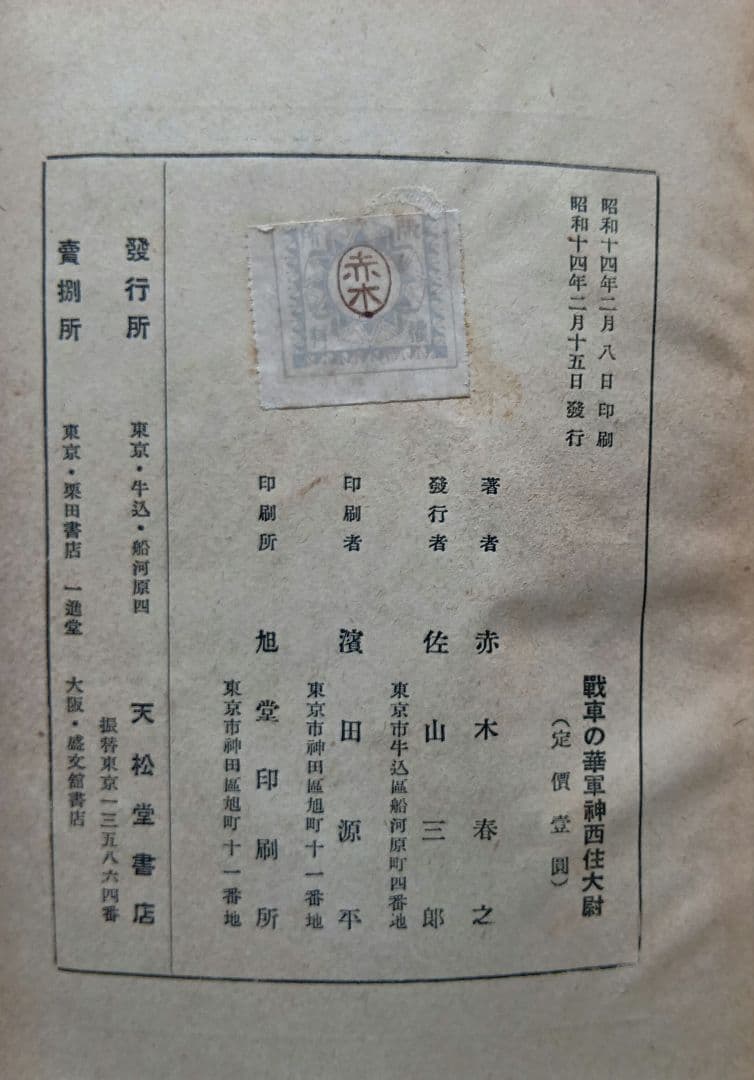 昭和十四年二月八日印刷
昭和十四年二月十五日發行
戰車の華軍神西住大尉
（定價壹圓）
著者 赤木春之
發行者 佐山三郎
東京市牛込區船河原町四番地
印刷者 濱田源平
東京市神田區旭町十一番地
印刷所 旭堂印刷所
東京市神田區旭町十一番地
赤木
發行所 東京・牛込・船河原四 天松堂書店
振替東京一三五八六四番
賣捌所 東京・栗田書店 一進堂 大阪・盛文館書店